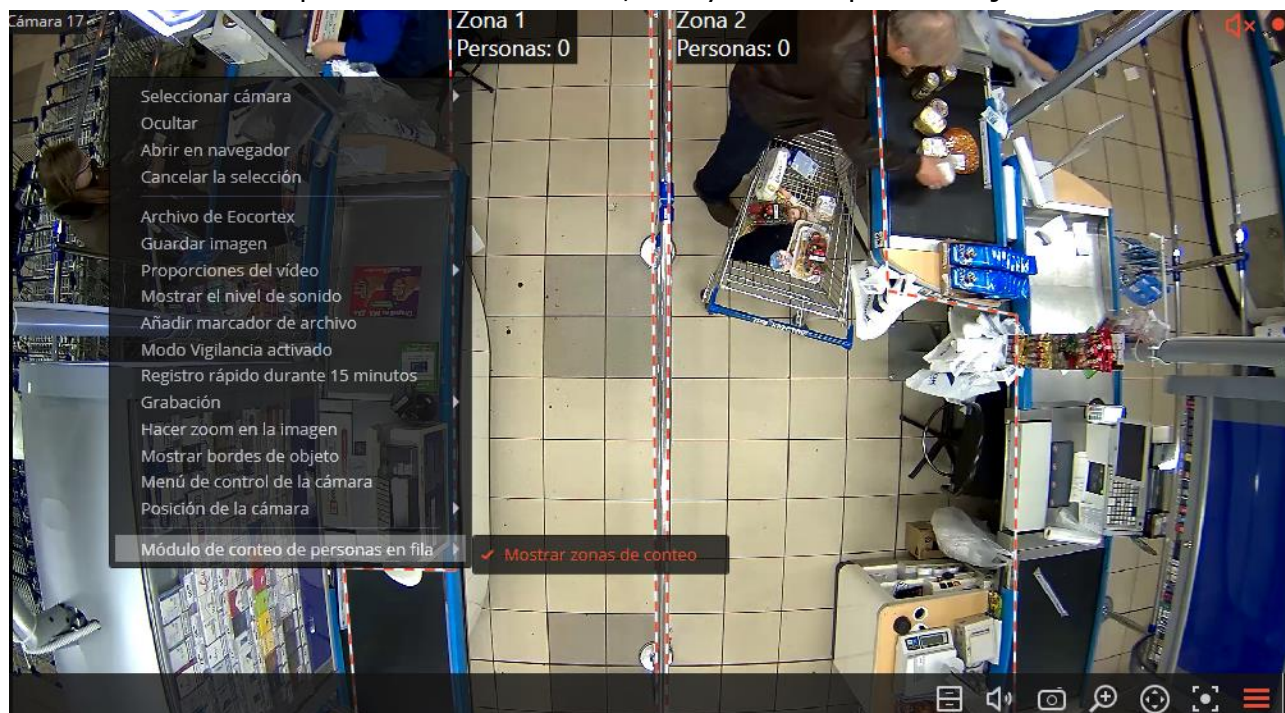 Cámara 17
Zona 1
Personas: 0
Zona 2
Personas: 0
Seleccionar cámara
Ocultar
Abrir en navegador
Cancelar la selección
Archivo de Eocortex
Guardar imagen
Proporciones del vídeo
Mostrar el nivel de sonido
Añadir marcador de archivo
Modo Vigilancia activado
Registro rápido durante 15 minutos
Grabación
Hacer zoom en la imagen
Mostrar bordes de objeto
Menú de control de la cámara
Posición de la cámara
Módulo de conteo de personas en fila
Mostrar zonas de conteo